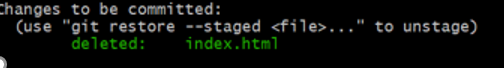 Changes to be committed:
(use "git restore --staged <file>..." to unstage)
deleted: index.html